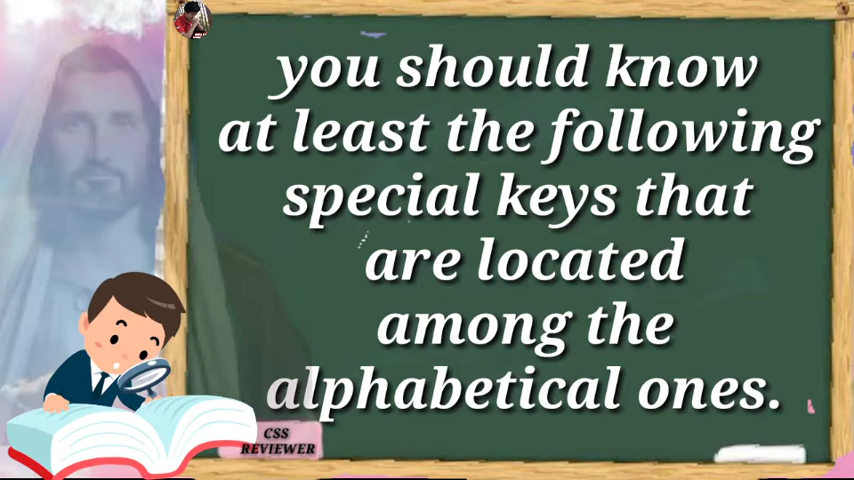 you should know
at least the following
special keys that
are located
among the
alphabetical ones.
CSS
REVIEWER